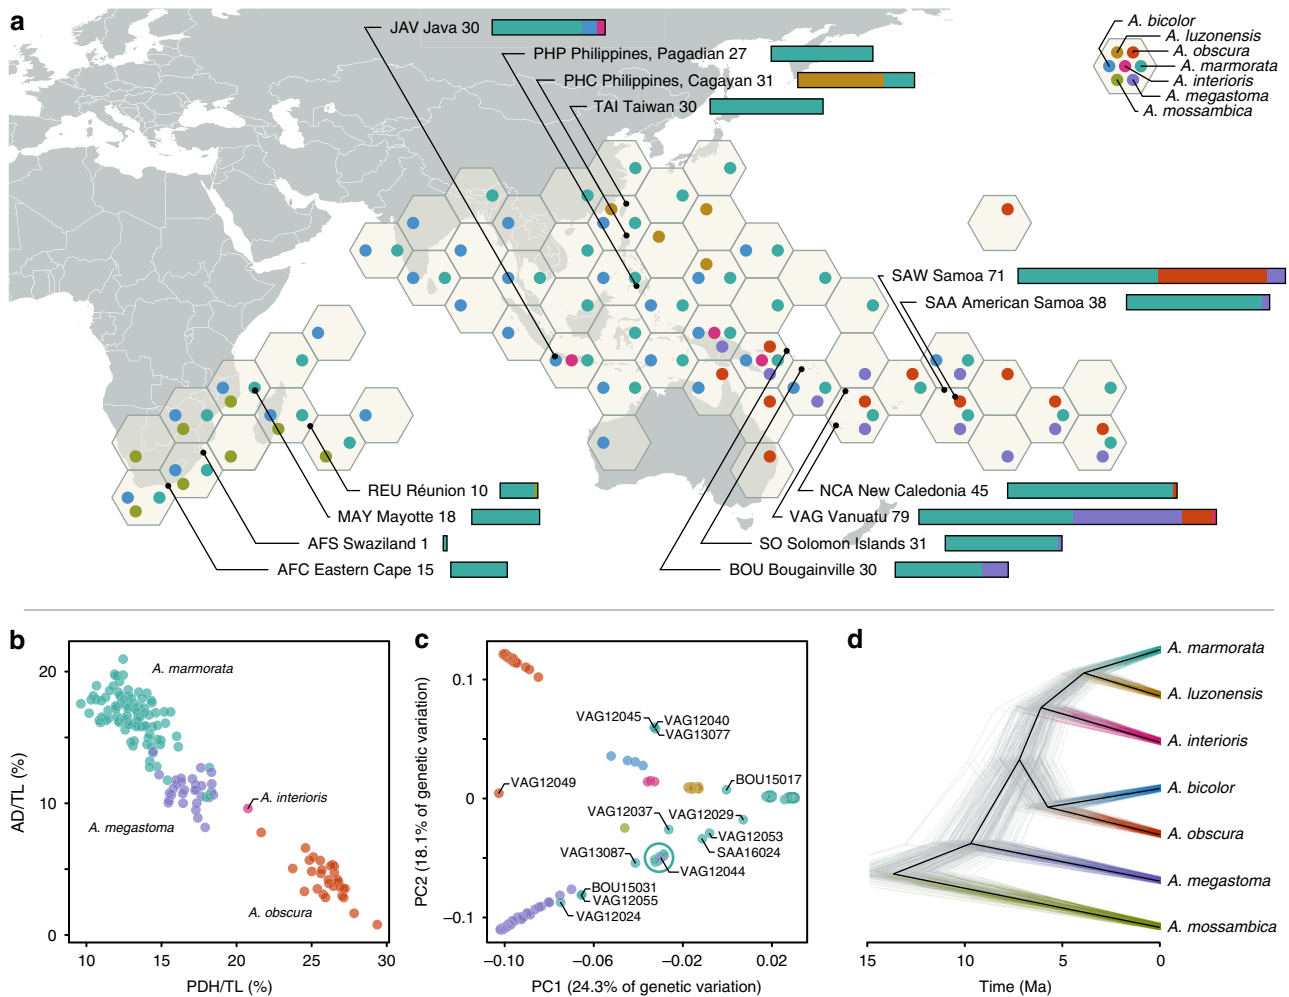 a
JAV Java 30
PHP Philippines, Pagadian 27
PHC Philippines, Cagayan 31
TAI Taiwan 30
A. bicolor
A. luzonensis
A. obscura
A. marmorata
A. interioris
A. megastoma
A. mossambica
SAW Samoa 71
SAA American Samoa 38
REU Réunion 10
MAY Mayotte 18
AFS Swaziland 1
AFC Eastern Cape 15
NCA New Caledonia 45
VAG Vanuatu 79
SO Solomon Islands 31
BOU Bougainville 30
b
AD/TL (%)
20
10
0
A. marmorata
A. interioris
A. megastoma
A. obscura
10
15
20
25
30
PDH/TL (%)
c
PC2 (18.1% of genetic variation)
0.1
0
–0.1
VAG12045
VAG12040
VAG13077
VAG12049
BOU15017
VAG12037
VAG12029
VAG12053
SAA16024
VAG13087
VAG12044
BOU15031
VAG12055
VAG12024
–0.10
–0.06
–0.02
0.02
PC1 (24.3% of genetic variation)
d
A. marmorata
A. luzonensis
A. interioris
A. bicolor
A. obscura
A. megastoma
A. mossambica
15
10
5
0
Time (Ma)